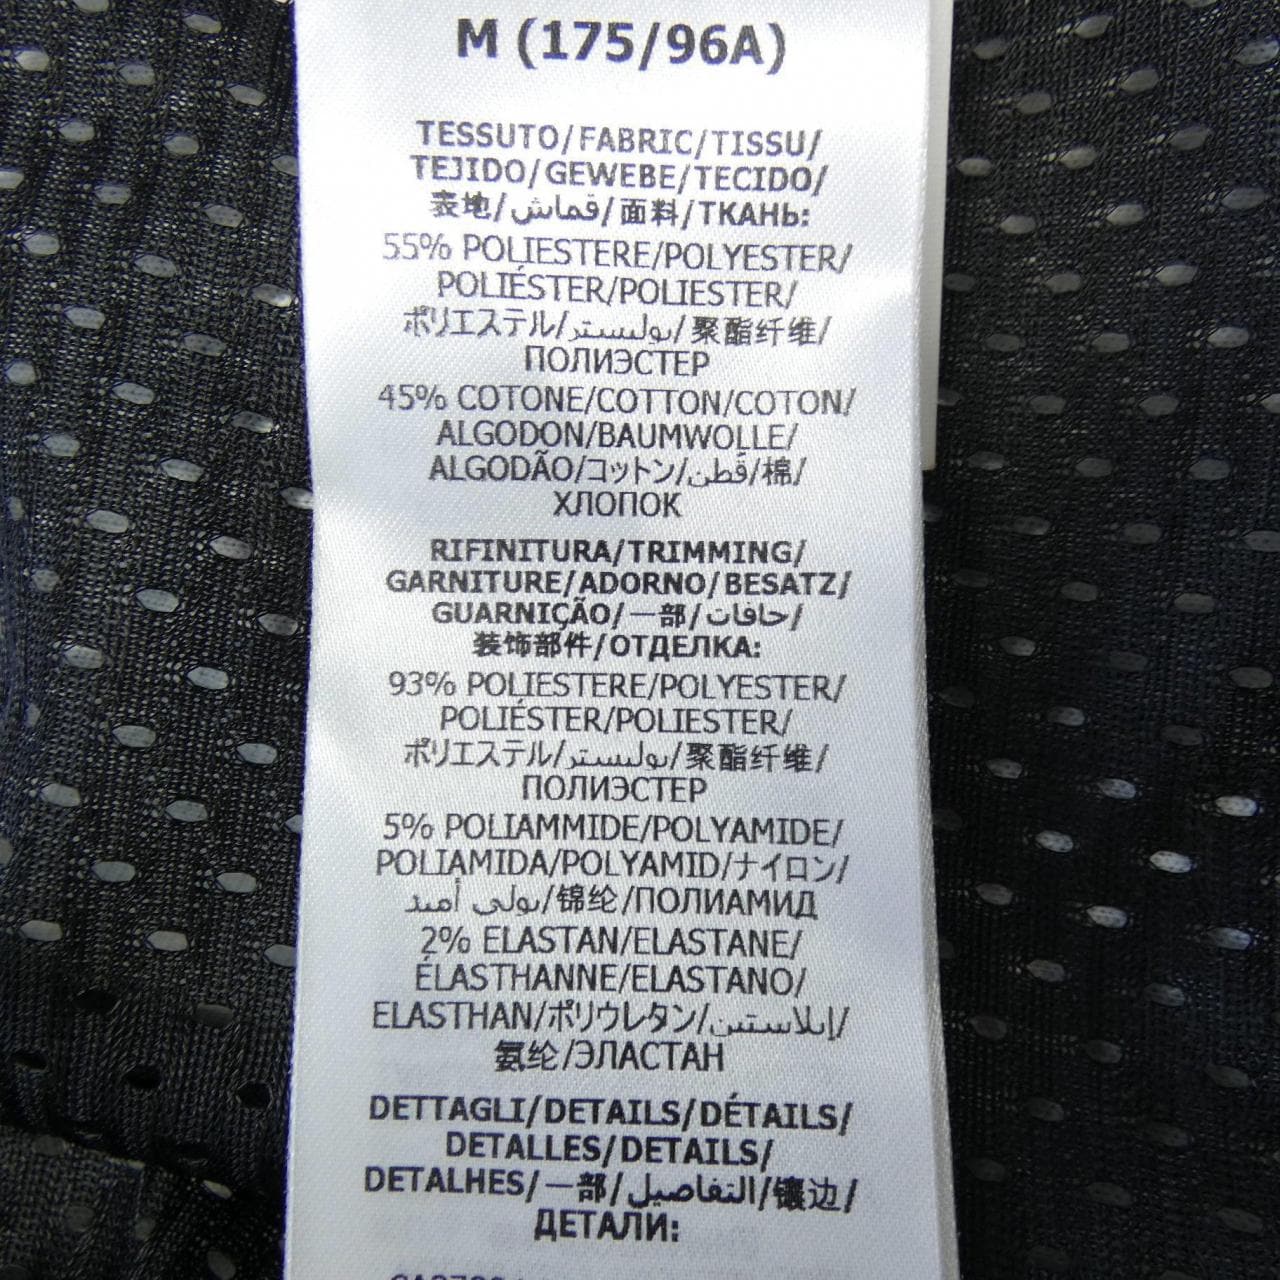 M (175/96A)
TESSUTO/FABRIC/TISSU/
TEJIDO/GEWEBE/TECIDO/
表地/قماش/面料/ТКАНЬ:
55% POLIESTERE/POLYESTER/
POLIÉSTER/POLIESTER/
ポリエステル/بوليستر/聚酯纤维/
ПОЛИЭСТЕР
45% COTONE/COTTON/COTON/
ALGODON/BAUMWOLLE/
ALGODÃO/コットン/قُطن/棉/
ХЛОПОК
RIFINITURA/TRIMMING/
GARNITURE/ADORNO/BESATZ/
GUARNIÇÃO/一部/حافات/
装饰部件/ОТДЕЛКА:
93% POLIESTERE/POLYESTER/
POLIÉSTER/POLIESTER/
ポリエステル/بوليستر/聚酯纤维/
ПОЛИЭСТЕР
5% POLIAMMIDE/POLYAMIDE/
POLIAMIDA/POLYAMID/ナイロン/
بولي أميد/锦纶/ПОЛИАМИД
2% ELASTAN/ELASTANE/
ÉLASTHANNE/ELASTANO/
ELASTHAN/ポリウレタン/إيلاستين/
氨纶/ЭЛАСТАН
DETTAGLI/DETAILS/DÉTAILS/
DETALLES/DETAILS/
DETALHES/一部/التفاصيل/镶边/
ДЕТАЛИ: